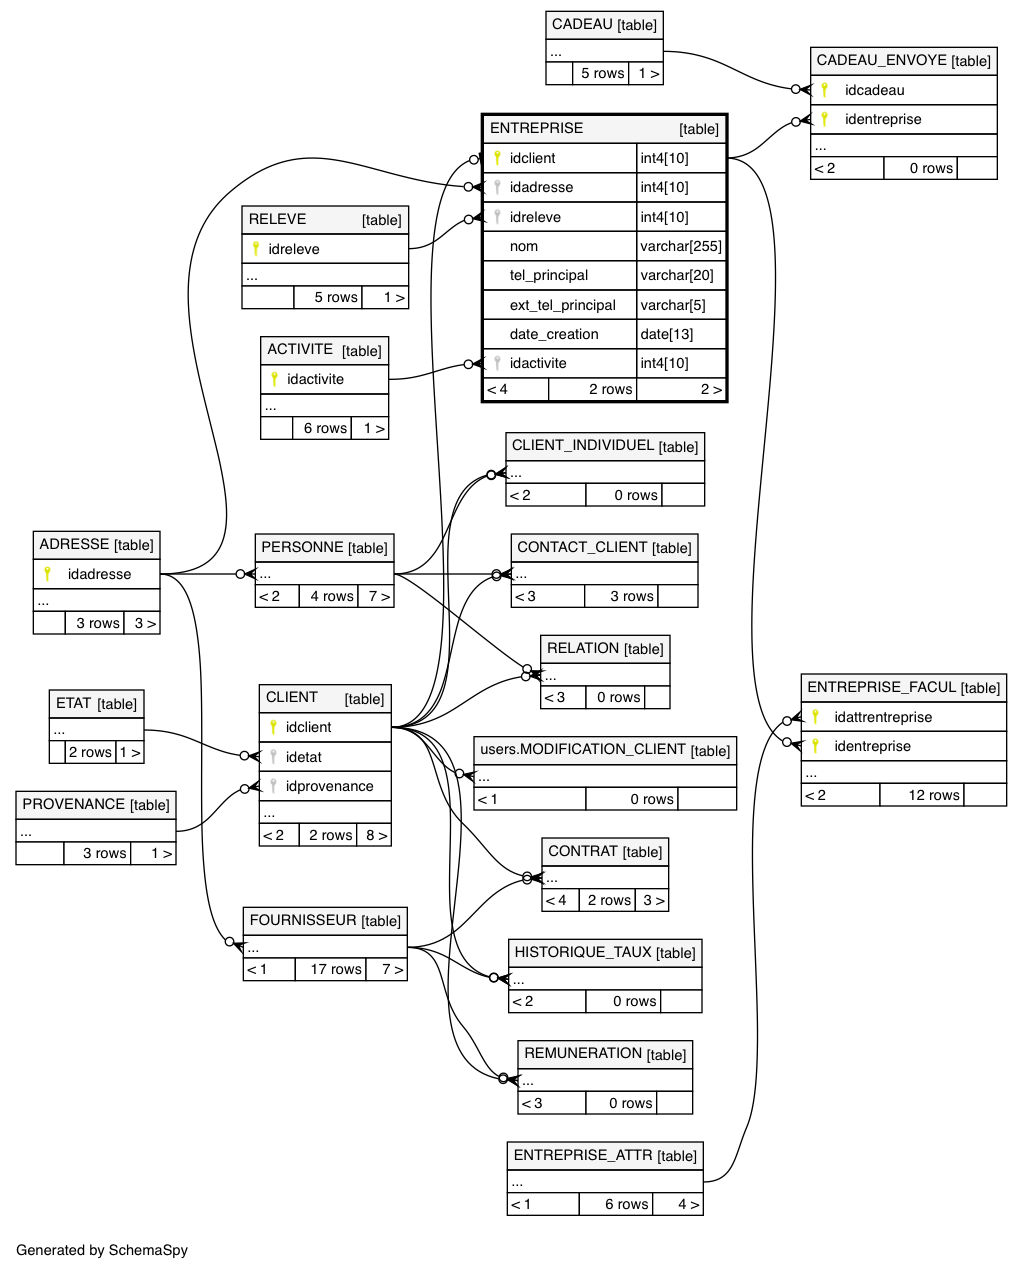 CADEAU [table]
...
5 rows 1 >
CADEAU_ENVOYE [table]
idcadeau
identreprise
...
< 2 0 rows
ENTREPRISE [table]
idclient int4[10]
idadresse int4[10]
idreleve int4[10]
nom varchar[255]
tel_principal varchar[20]
ext_tel_principal varchar[5]
date_creation date[13]
idactivite int4[10]
< 4 2 rows 2 >
RELEVE [table]
idreleve
...
5 rows 1 >
ACTIVITE [table]
idactivite
...
6 rows 1 >
CLIENT_INDIVIDUEL [table]
...
< 2 0 rows
ADRESSE [table]
idadresse
...
3 rows 3 >
PERSONNE [table]
...
< 2 4 rows 7 >
CONTACT_CLIENT [table]
...
< 3 3 rows
RELATION [table]
...
< 3 0 rows
ETAT [table]
...
2 rows 1 >
CLIENT [table]
idclient
idetat
idprovenance
...
< 2 2 rows 8 >
ENTREPRISE_FACUL [table]
idattrentreprise
identreprise
...
< 2 12 rows
users.MODIFICATION_CLIENT [table]
...
< 1 0 rows
PROVENANCE [table]
...
3 rows 1 >
CONTRAT [table]
...
< 4 2 rows 3 >
FOURNISSEUR [table]
...
< 1 17 rows 7 >
HISTORIQUE_TAUX [table]
...
< 2 0 rows
REMUNERATION [table]
...
< 3 0 rows
ENTREPRISE_ATTR [table]
...
< 1 6 rows 4 >
Generated by SchemaSpy